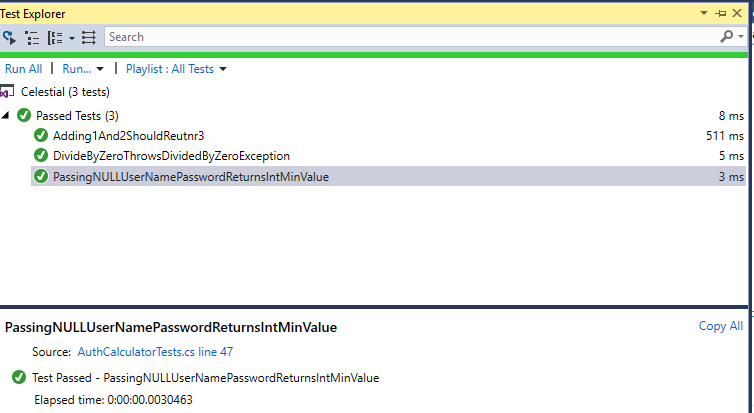 Test Explorer
Search
Run All | Run... | Playlist : All Tests
Celestial (3 tests)
Passed Tests (3) 8 ms
Adding1And2ShouldReutnr3 511 ms
DivideByZeroThrowsDividedByZeroException 5 ms
PassingNULLUserNamePasswordReturnsIntMinValue 3 ms
PassingNULLUserNamePasswordReturnsIntMinValue Copy All
Source: AuthCalculatorTests.cs line 47
Test Passed - PassingNULLUserNamePasswordReturnsIntMinValue
Elapsed time: 0:00:00.0030463